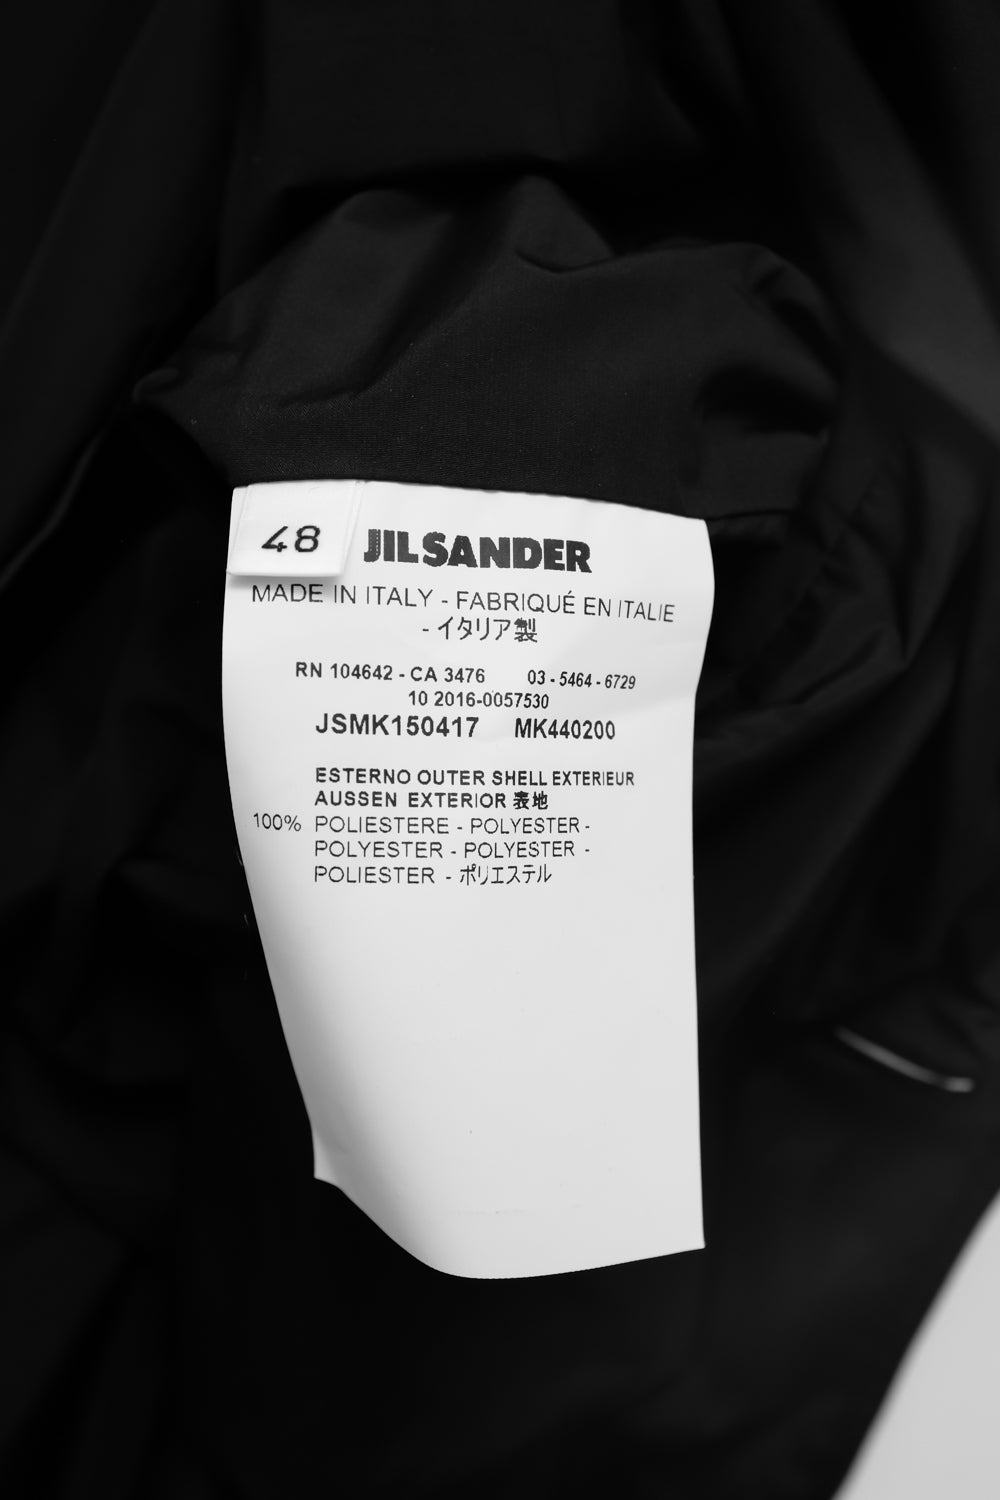 48
JIL SANDER
MADE IN ITALY - FABRIQUÉ EN ITALIE
- イタリア製
RN 104642 - CA 3476 03 - 5464 - 6729
10 2016-0057530
JSMK150417 MK440200
ESTERNO OUTER SHELL EXTERIEUR
AUSSEN EXTERIOR 表地
100% POLIESTERE - POLYESTER -
POLYESTER - POLYESTER -
POLIESTER - ポリエステル